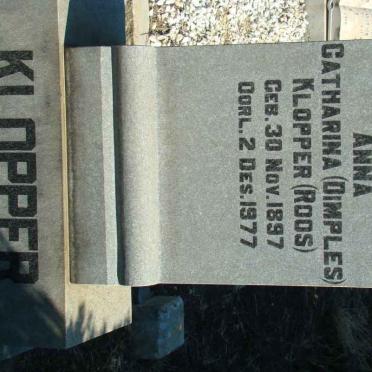 ANNA
CATHARINA (DIMPLES)
KLOPPER (ROOS)
GEB. 30 NOV. 1897
OORL. 2 DES. 1977
KLOPPER